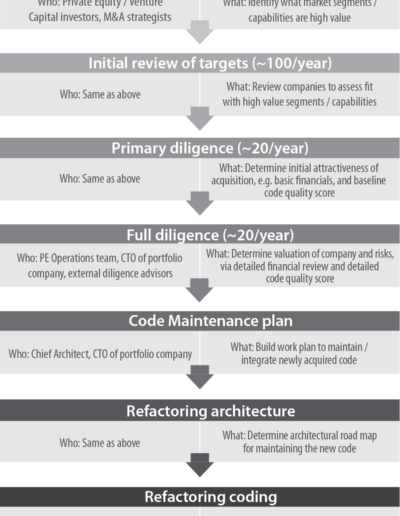 Who: Private Equity / Venture
Capital investors, M&A strategists
What: Identify what market segments /
capabilities are high value
Initial review of targets (~100/year)
Who: Same as above
What: Review companies to assess fit
with high value segments / capabilities
Primary diligence (~20/year)
Who: Same as above
What: Determine initial attractiveness of
acquisition, e.g. basic financials, and baseline
code quality score
Full diligence (~20/year)
Who: PE Operations team, CTO of portfolio
company, external diligence advisors
What: Determine valuation of company and risks,
via detailed financial review and detailed
code quality score
Code Maintenance plan
Who: Chief Architect, CTO of portfolio company
What: Build work plan to maintain /
integrate newly acquired code
Refactoring architecture
Who: Same as above
What: Determine architectural road map
for maintaining the new code
Refactoring coding